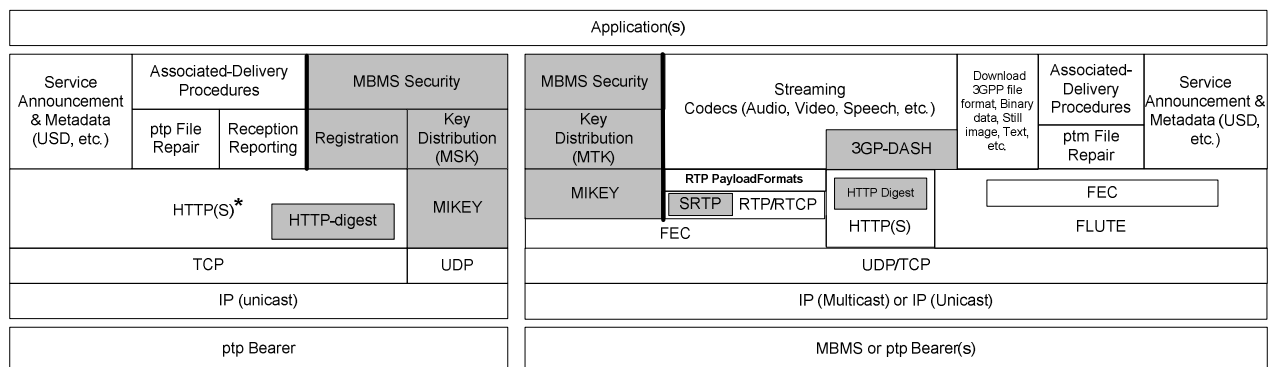 Application(s)
Service
Announcement
& Metadata
(USD, etc.)
Associated-Delivery
Procedures
ptp File
Repair
Reception
Reporting
MBMS Security
Registration
Key
Distribution
(MSK)
HTTP(S)*
HTTP-digest
MIKEY
TCP
UDP
IP (unicast)
ptp Bearer
MBMS Security
Key
Distribution
(MTK)
MIKEY
Streaming
Codecs (Audio, Video, Speech, etc.)
3GP-DASH
RTP PayloadFormats
SRTP
RTP/RTCP
FEC
HTTP Digest
HTTP(S)
Download
3GPP file
format, Binary
data, Still
image, Text,
etc.
Associated-
Delivery
Procedures
ptm File
Repair
Service
Announcement &
Metadata (USD,
etc.)
FEC
FLUTE
UDP/TCP
IP (Multicast) or IP (Unicast)
MBMS or ptp Bearer(s)